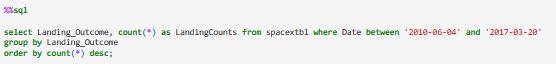 %%sql
select Landing_Outcome, count(*) as LandingCounts from spacextbl where Date between '2010-06-04' and '2017-03-20'
group by Landing_Outcome
order by count(*) desc;